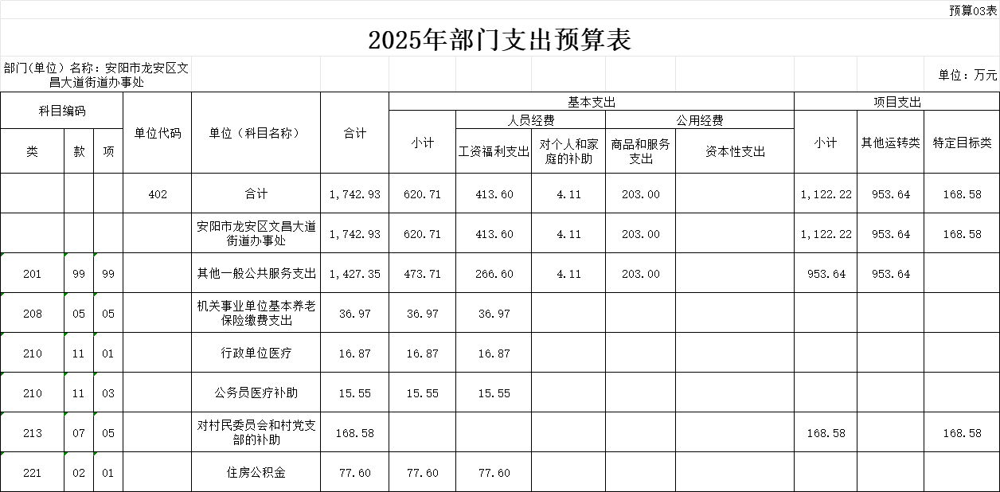 预算03表
2025年部门支出预算表
部门(单位）名称：安阳市龙安区文
昌大道街道办事处
单位：万元
科目编码 单位代码 单位（科目名称） 合计 基本支出 项目支出
小计 人员经费 公用经费 小计 其他运转类 特定目标类
类 款 项 工资福利支出 对个人和家 商品和服务 资本性支出
庭的补助 支出
402 合计 1,742.93 620.71 413.60 4.11 203.00 1,122.22 953.64 168.58
安阳市龙安区文昌大道
街道办事处 1,742.93 620.71 413.60 4.11 203.00 1,122.22 953.64 168.58
201 99 99 其他一般公共服务支出 1,427.35 473.71 266.60 4.11 203.00 953.64 953.64
208 05 05 机关事业单位基本养老
保险缴费支出 36.97 36.97 36.97
210 11 01 行政单位医疗 16.87 16.87 16.87
210 11 03 公务员医疗补助 15.55 15.55 15.55
213 07 05 对村民委员会和村党支
部的补助 168.58 168.58 168.58
221 02 01 住房公积金 77.60 77.60 77.60